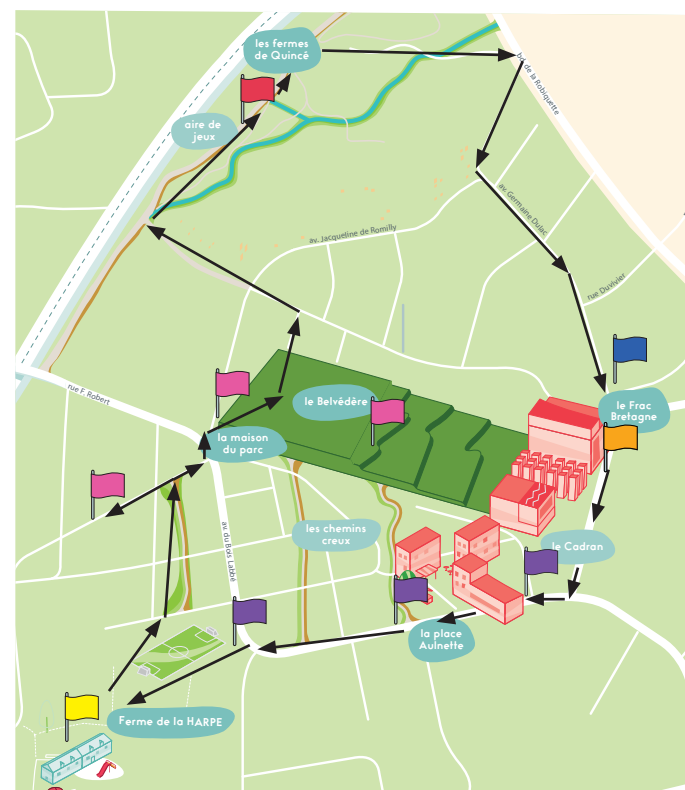 les fermes
de Quincé
bd. de la Robiquette
aire de
jeux
av. Germaine Dulac
av. Jacqueline de Romilly
rue Duvivier
rue F. Robert
le Belvédère
le Frac
Bretagne
la maison
du parc
les chemins
creux
av. du Bois Labbé
le Cadran
la place
Aulnette
Ferme de la HARPE